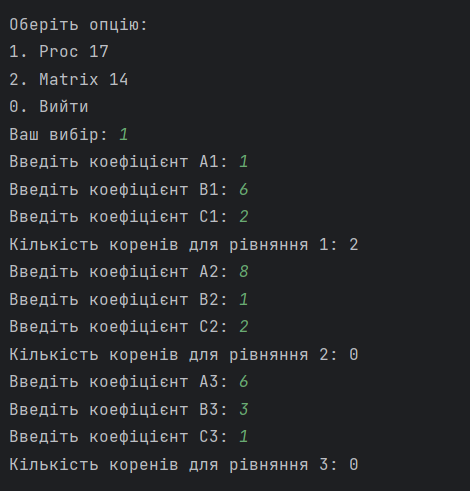 Оберіть опцію:
1. Proc 17
2. Matrix 14
0. Вийти
Ваш вибір: 1
Введіть коефіцієнт A1: 1
Введіть коефіцієнт B1: 6
Введіть коефіцієнт C1: 2
Кількість коренів для рівняння 1: 2
Введіть коефіцієнт A2: 8
Введіть коефіцієнт B2: 1
Введіть коефіцієнт C2: 2
Кількість коренів для рівняння 2: 0
Введіть коефіцієнт A3: 6
Введіть коефіцієнт B3: 3
Введіть коефіцієнт C3: 1
Кількість коренів для рівняння 3: 0